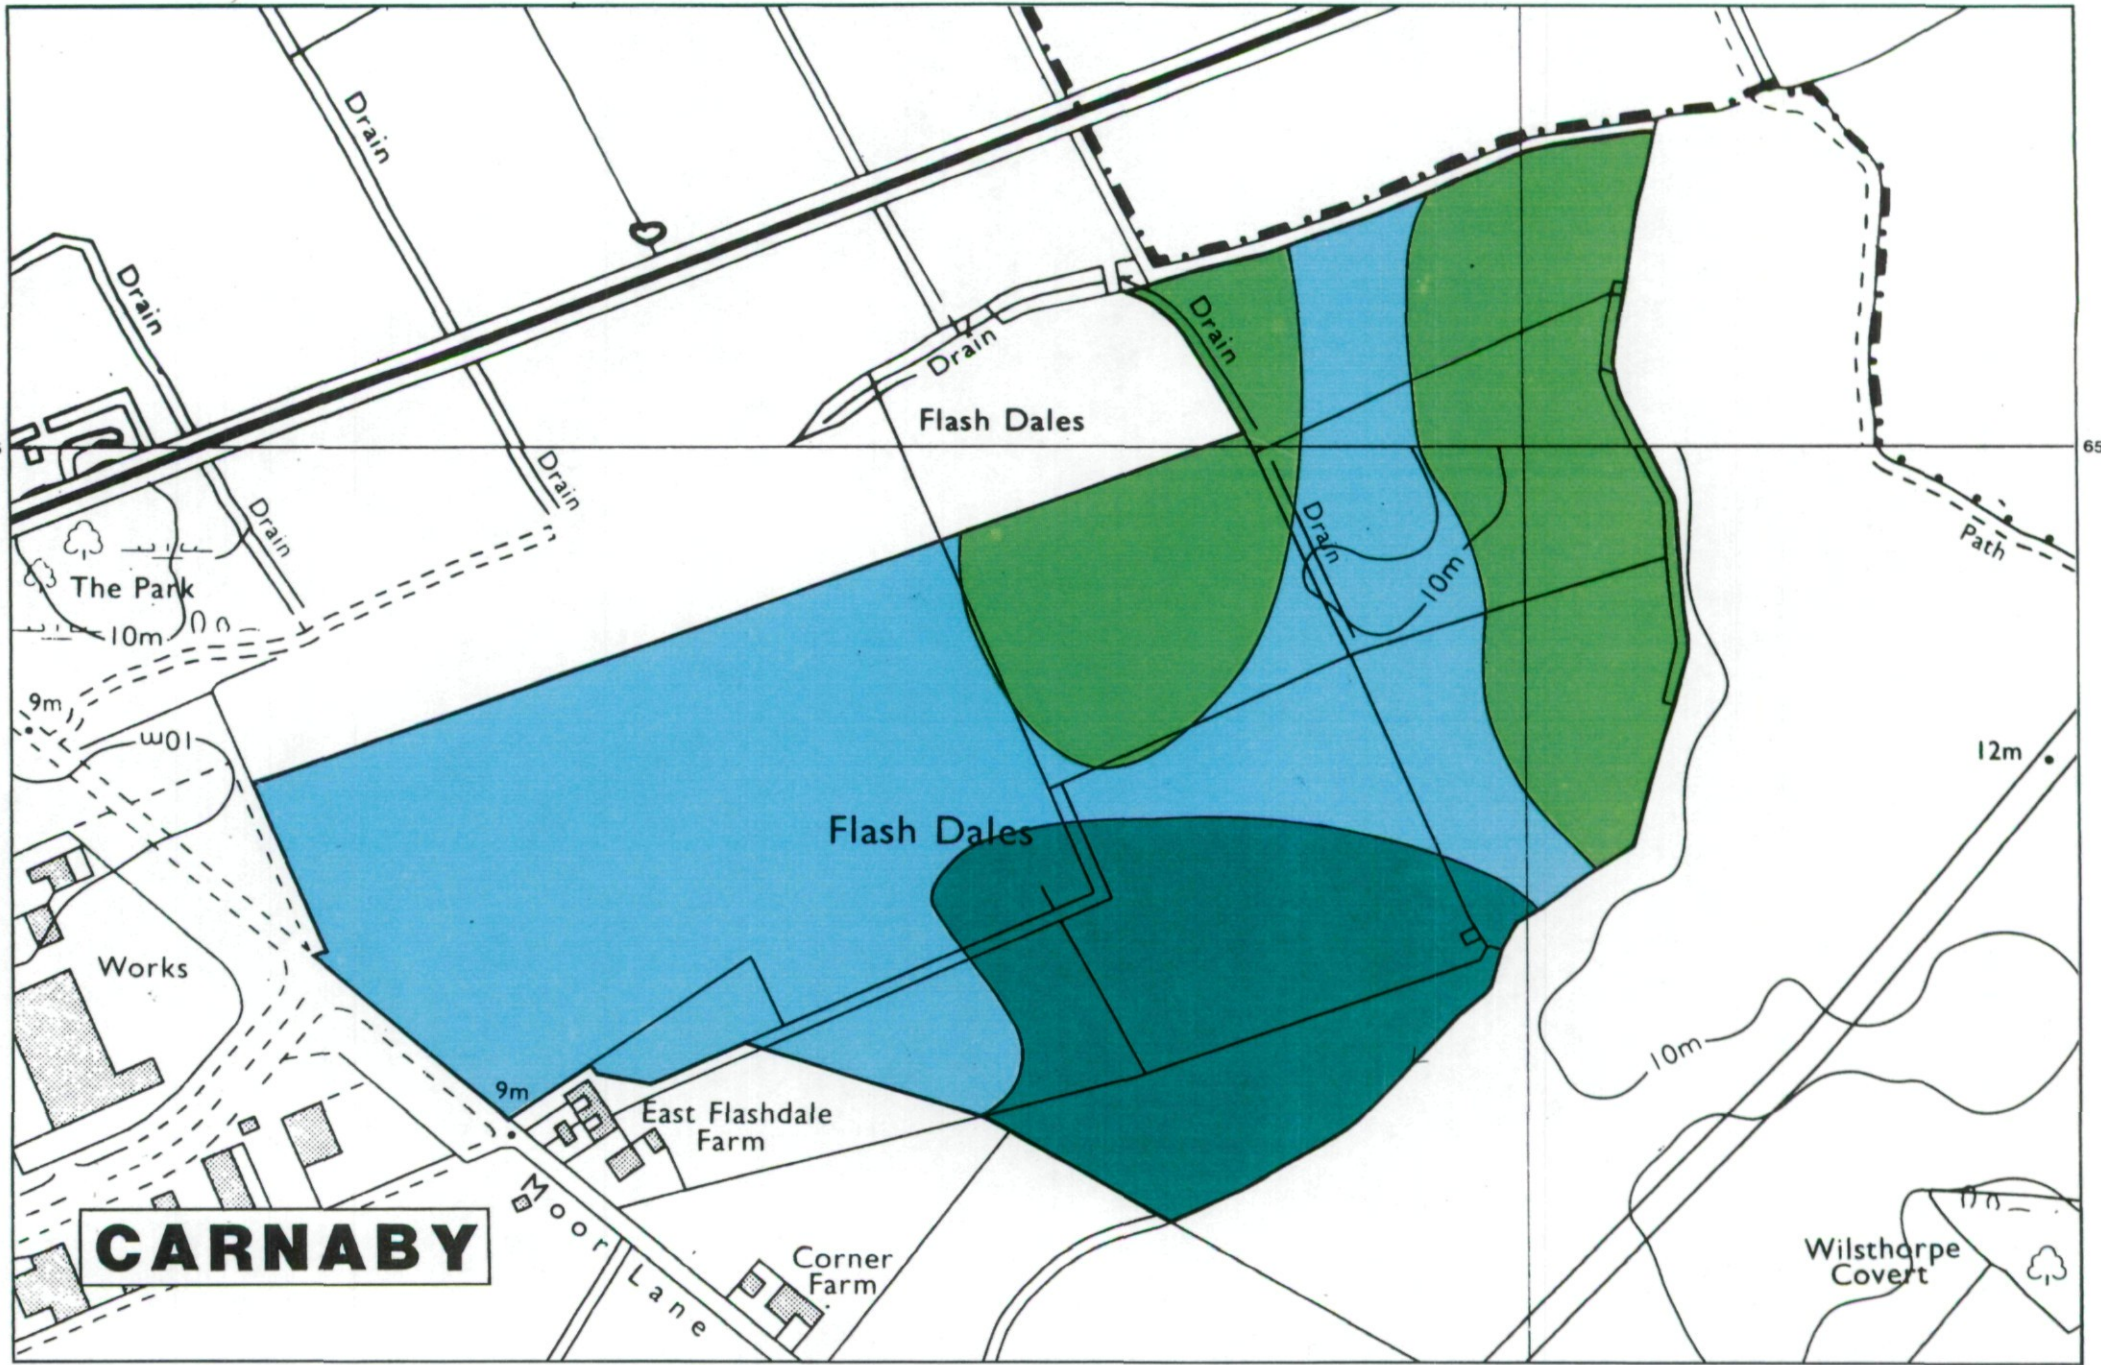 Drain
Drain
Drain
Drain
Flash Dales
65
Drain
Drain
Drain
Path
The Park
10m
10m
9m
10m
12m
Flash Dales
Works
10m
9m
East Flashdale
Farm
Moor Lane
CARNABY
Corner
Farm
Wilsthorpe
Covert